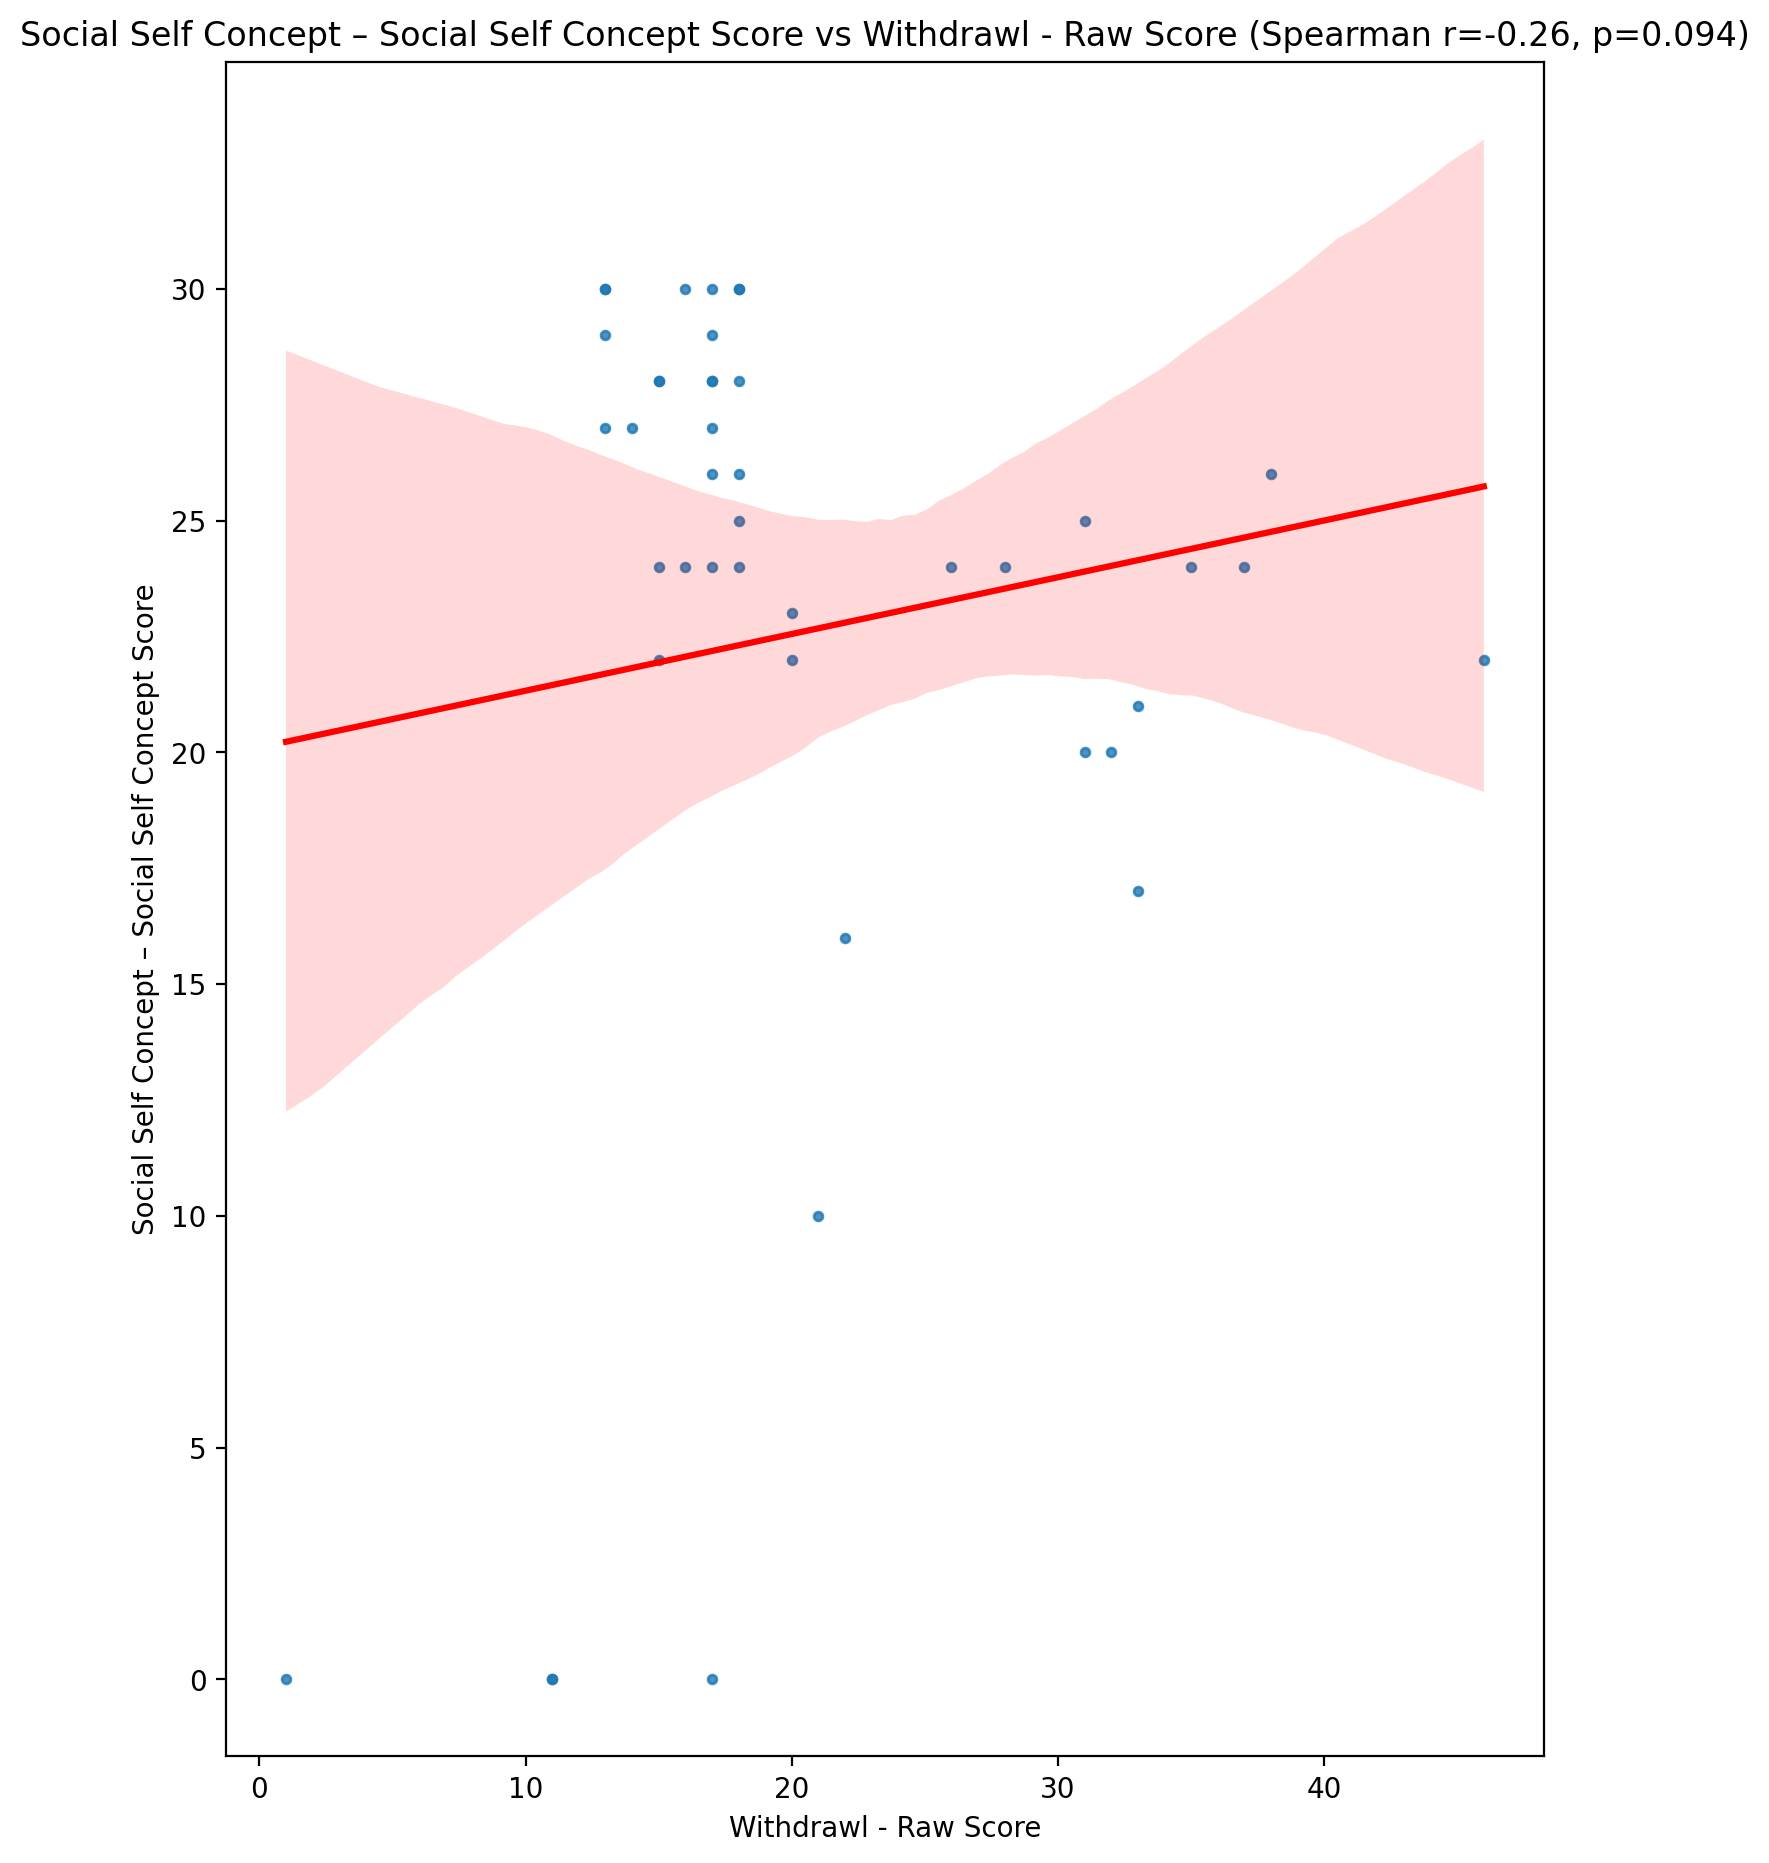 Social Self Concept – Social Self Concept Score vs Withdrawl - Raw Score (Spearman r=-0.26, p=0.094)
Social Self Concept – Social Self Concept Score
30
25
20
15
10
5
0
0 10 20 30 40
Withdrawl - Raw Score